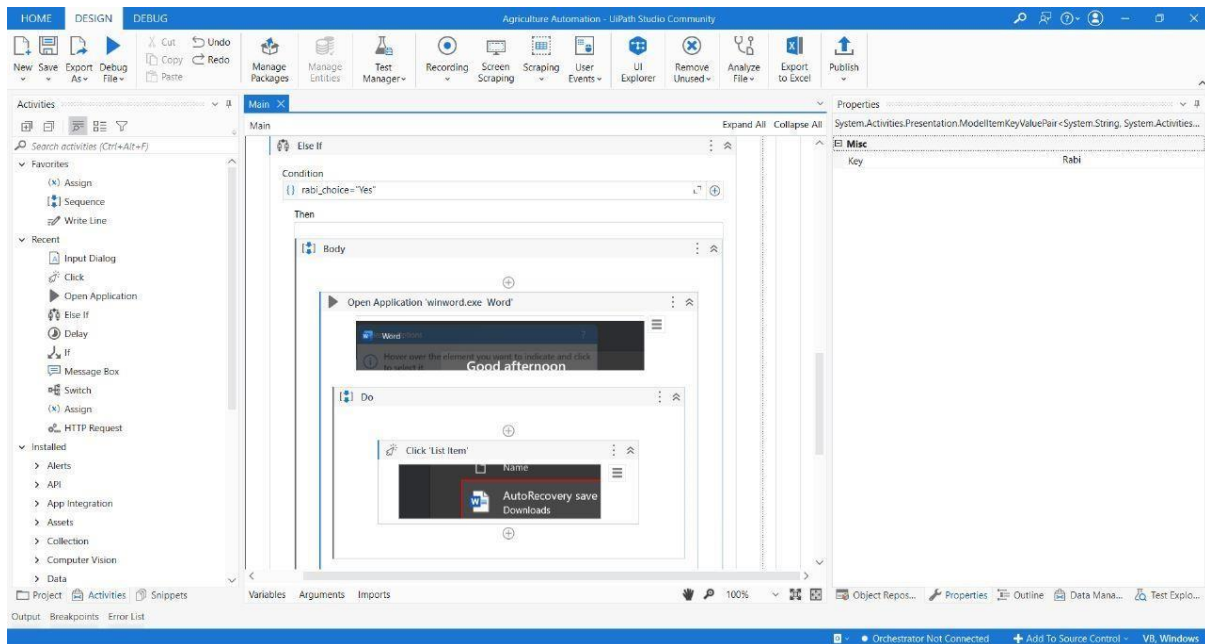 HOME DESIGN DEBUG Agriculture Automation - UiPath Studio Community
New Save Export As Debug File Cut Copy Paste Undo Redo Manage Packages Manage Entities Test Manager Recording Screen Scraping Scraping User Events UI Explorer Remove Unused Analyze File Export to Excel Publish
Activities
Search activities (Ctrl+Alt+F)
Favorites
(x) Assign
Sequence
Write Line
Recent
Input Dialog
Click
Open Application
Else If
Delay
If
Message Box
Switch
(x) Assign
HTTP Request
Installed
Alerts
API
App Integration
Assets
Collection
Computer Vision
Data
Project Activities Snippets
Output Breakpoints Error List
Main
Main Expand All Collapse All
Else If
Condition
{} rabi_choice="Yes"
Then
Body
Open Application 'winword.exe Word'
Word
Hover over the element you want to indicate and click
to select it
Good afternoon
Do
Click 'List Item'
Name
AutoRecovery save
Downloads
Variables Arguments Imports 100%
Properties
System.Activities.Presentation.ModelItemKeyValuePair<System.String, System.Activities...
Misc
Key Rabi
Object Repos... Properties Outline Data Mana... Test Explo...
Orchestrator Not Connected Add To Source Control VB, Windows